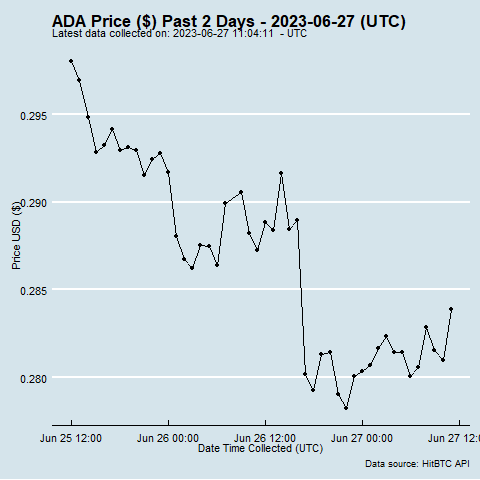 ADA Price ($) Past 2 Days - 2023-06-27 (UTC)
Latest data collected on: 2023-06-27 11:04:11 - UTC
0.295
0.290
0.285
0.280
Price USD ($)
Jun 25 12:00 Jun 26 00:00 Jun 26 12:00 Jun 27 00:00 Jun 27 12:
Date Time Collected (UTC)
Data source: HitBTC API